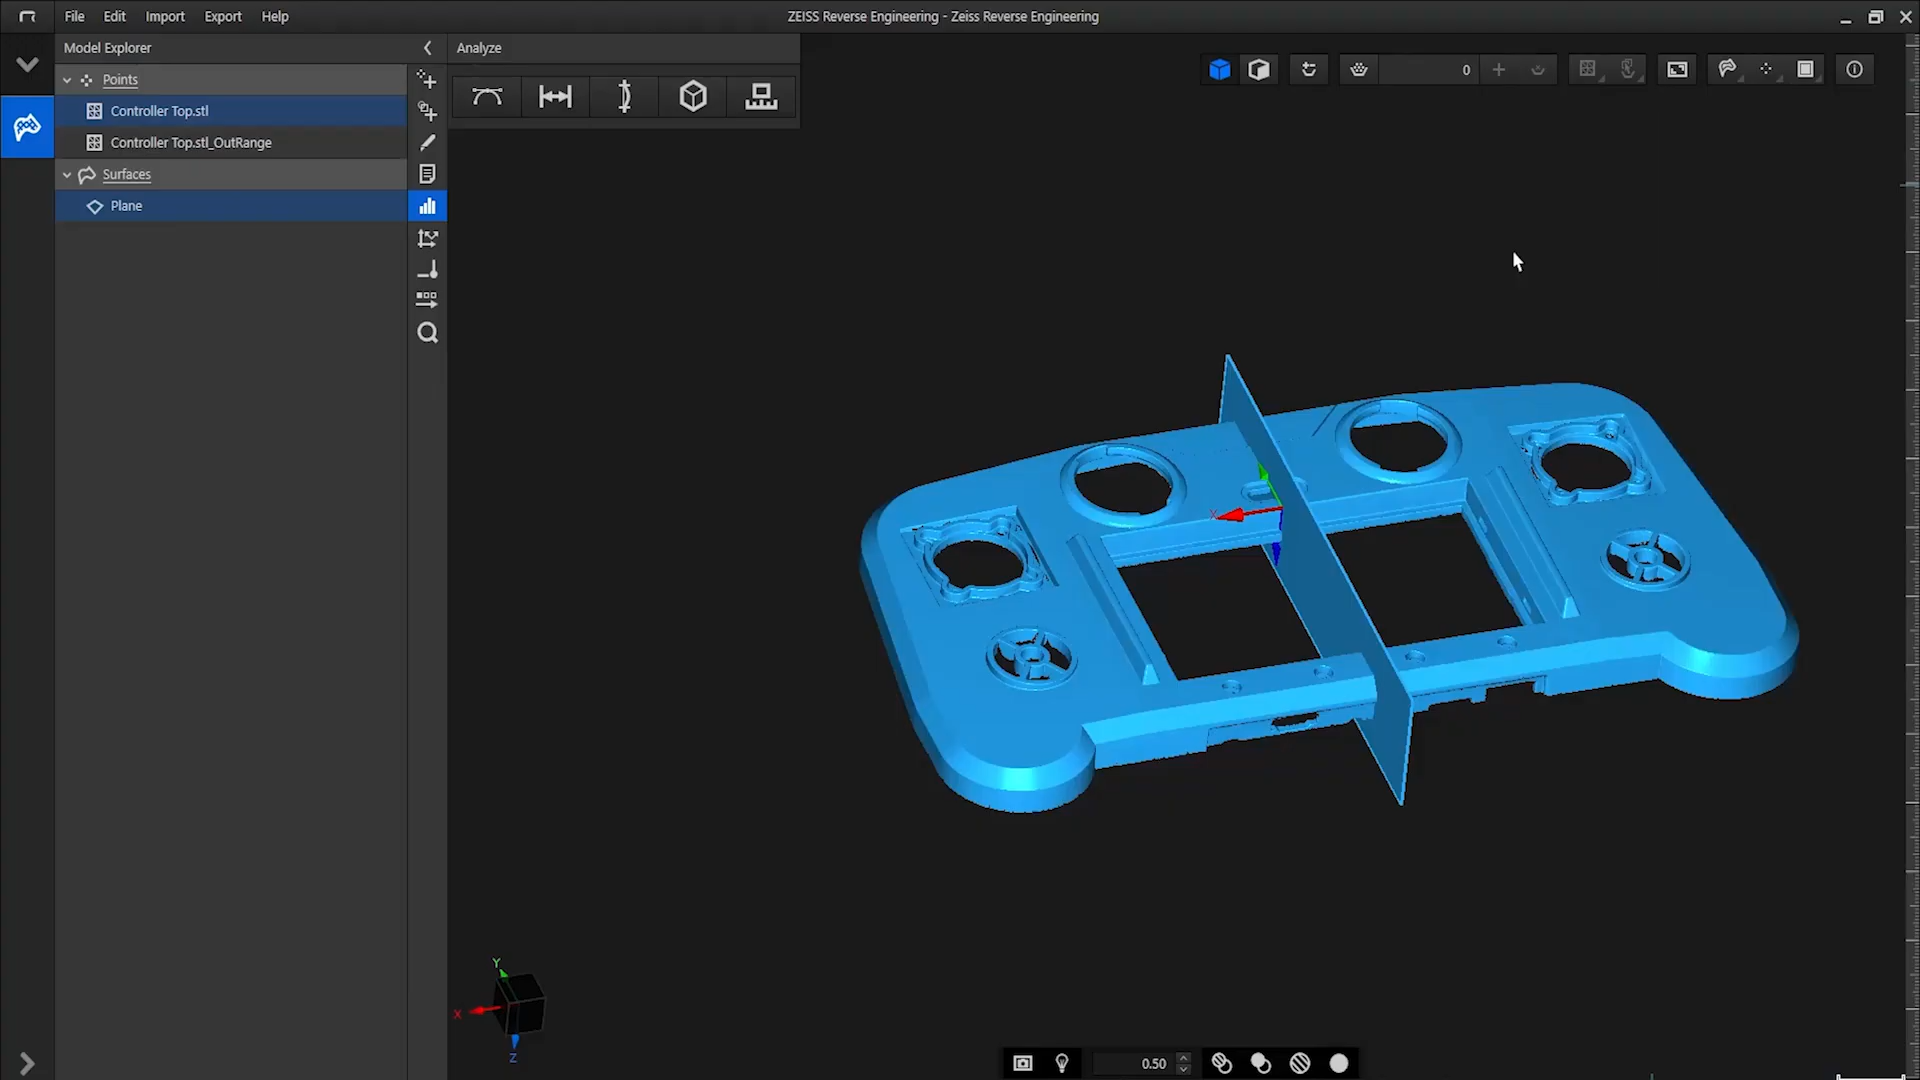 File Edit Import Export Help
ZEISS Reverse Engineering - Zeiss Reverse Engineering
Model Explorer
Analyze
Points
0
Controller Top.stl
Controller Top.stl_OutRange
Surfaces
Plane
X
Y
X
Z
0.50